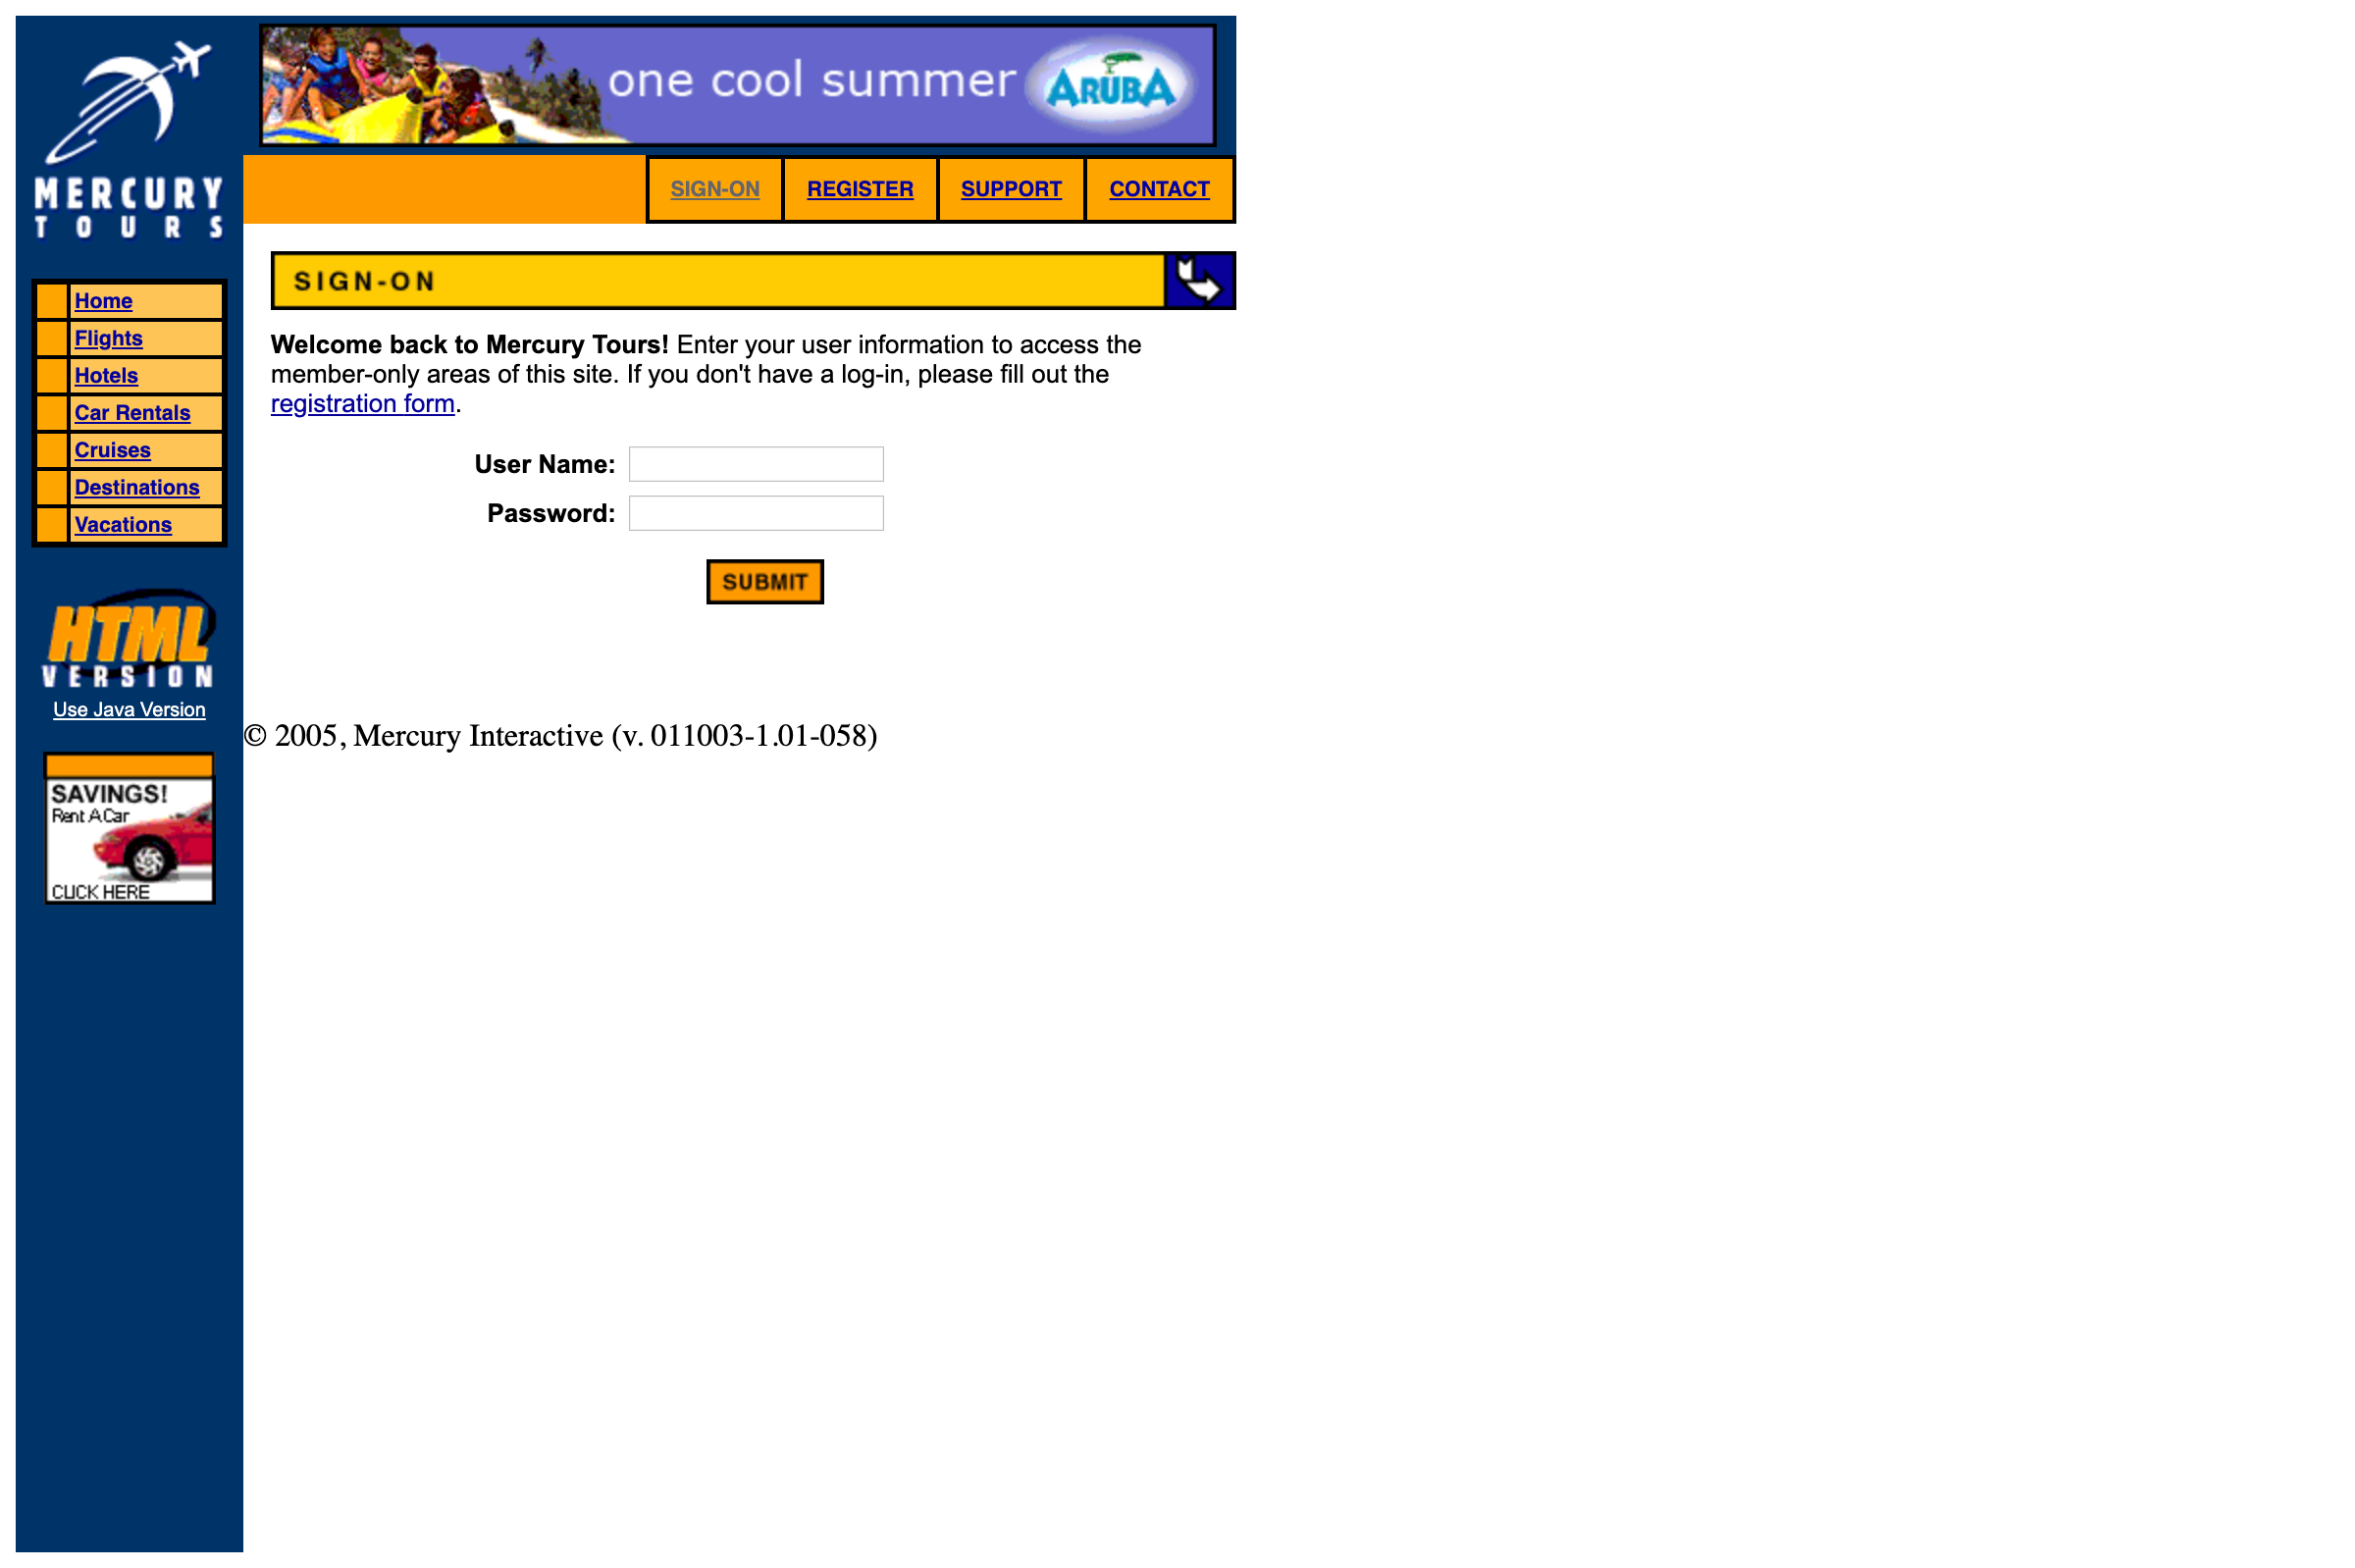 MERCURY
TOURS
one cool summer ARUBA
SIGN-ON REGISTER SUPPORT CONTACT
Home
Flights
Hotels
Car Rentals
Cruises
Destinations
Vacations
HTML
VERSION
Use Java Version
SAVINGS!
Rent A Car
CLICK HERE
SIGN-ON
Welcome back to Mercury Tours! Enter your user information to access the
member-only areas of this site. If you don't have a log-in, please fill out the
registration form.
User Name:
Password:
SUBMIT
© 2005, Mercury Interactive (v. 011003-1.01-058)